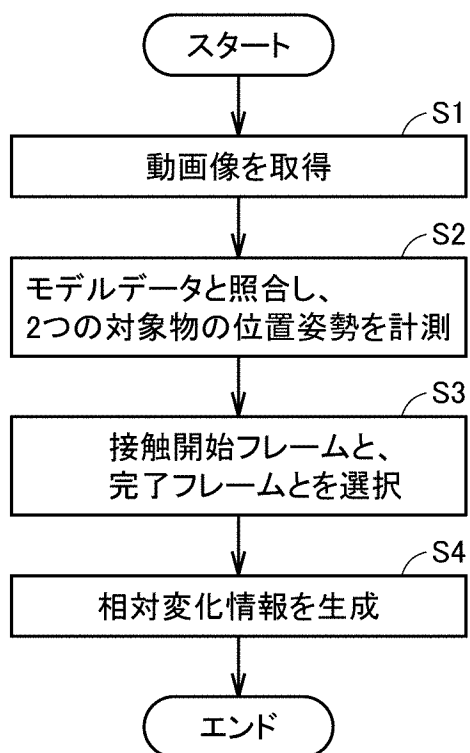 スタート
S1
動画像を取得
S2
モデルデータと照合し、
2つの対象物の位置姿勢を計測
S3
接触開始フレームと、
完了フレームとを選択
S4
相対変化情報を生成
エンド